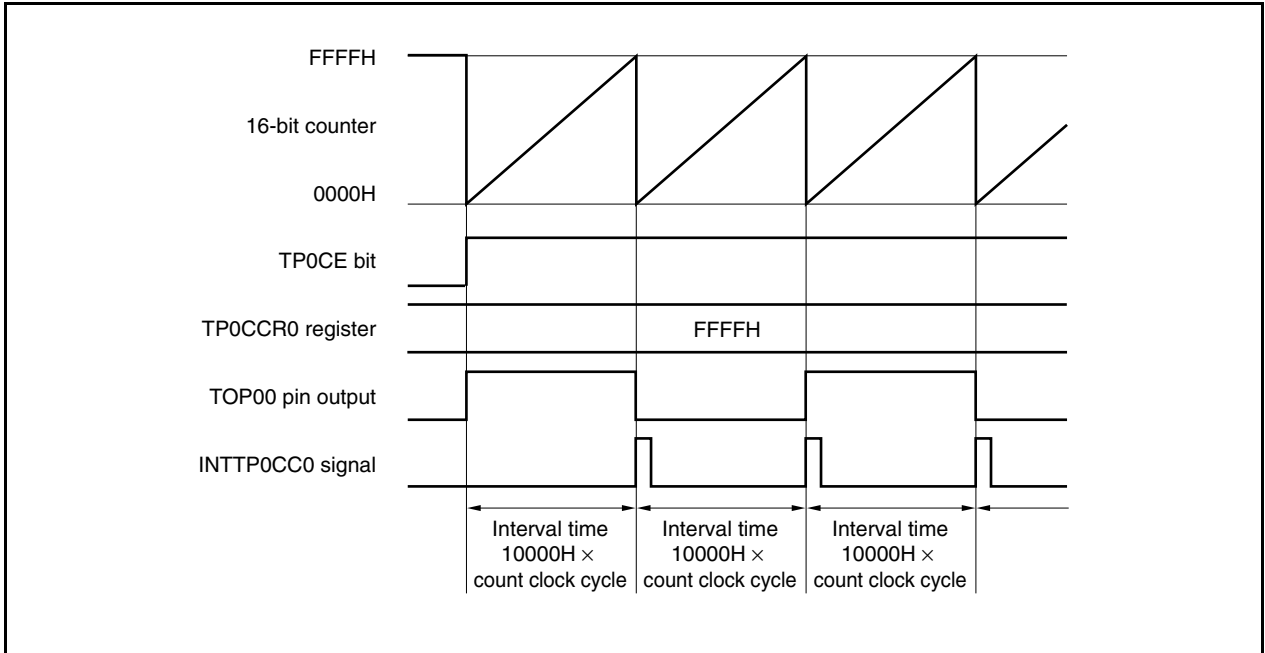 FFFFH
16-bit counter
0000H
TP0CE bit
TP0CCR0 register
FFFFH
TOP00 pin output
INTTP0CC0 signal
Interval time
10000H ×
count clock cycle
Interval time
10000H ×
count clock cycle
Interval time
10000H ×
count clock cycle